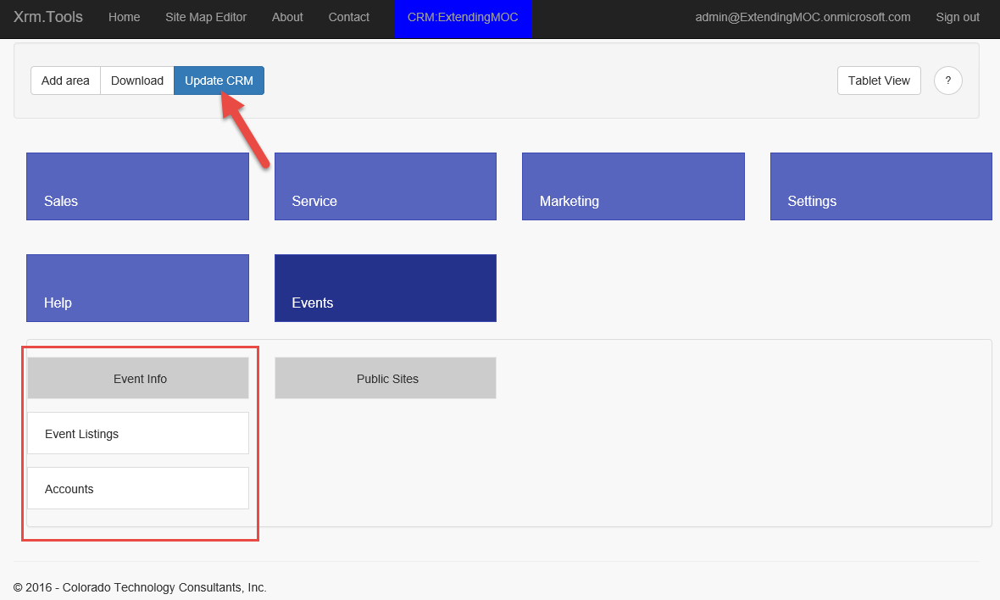 Xrm.Tools Home Site Map Editor About Contact CRM:ExtendingMOC admin@ExtendingMOC.onmicrosoft.com Sign out
Add area Download Update CRM Tablet View ?
Sales Service Marketing Settings
Help Events
Event Info Public Sites
Event Listings
Accounts
© 2016 - Colorado Technology Consultants, Inc.